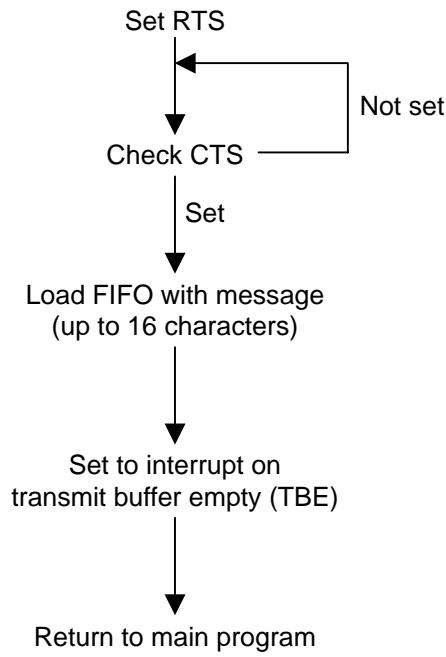 Set RTS
Not set
Check CTS
Set
Load FIFO with message
(up to 16 characters)
Set to interrupt on
transmit buffer empty (TBE)
Return to main program